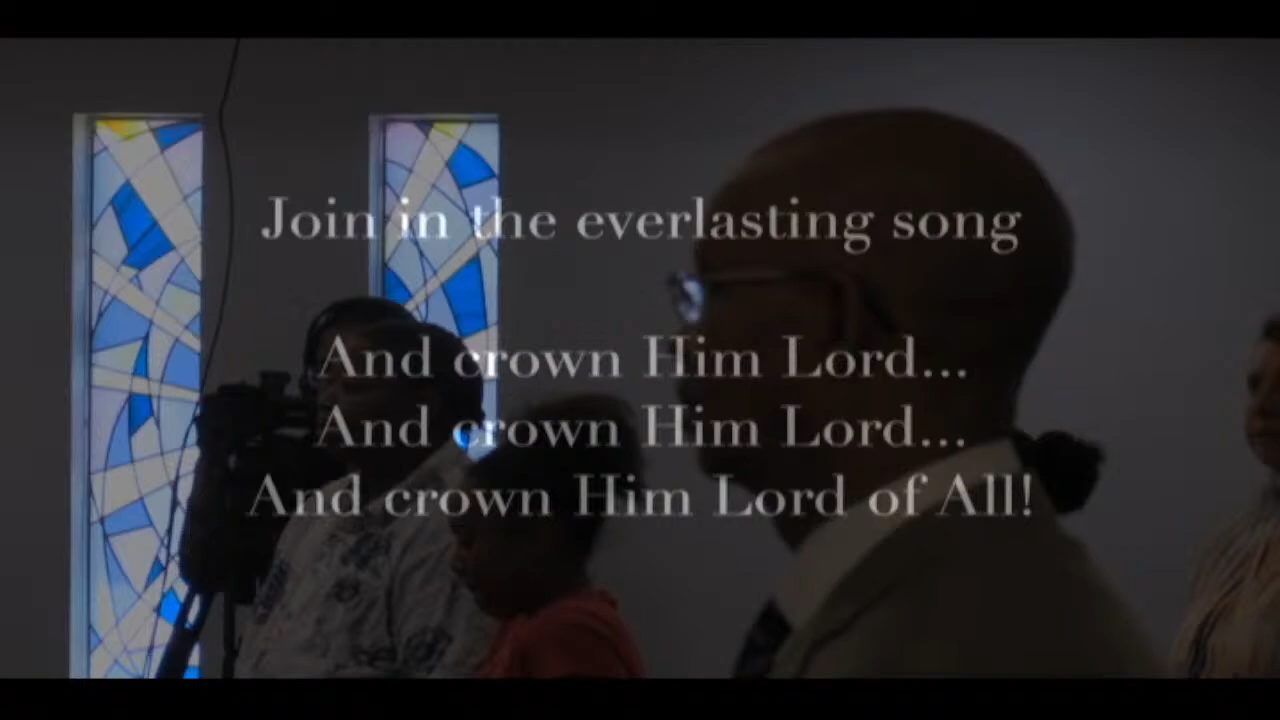 Join in the everlasting song
And crown Him Lord...
And crown Him Lord...
And crown Him Lord of All!